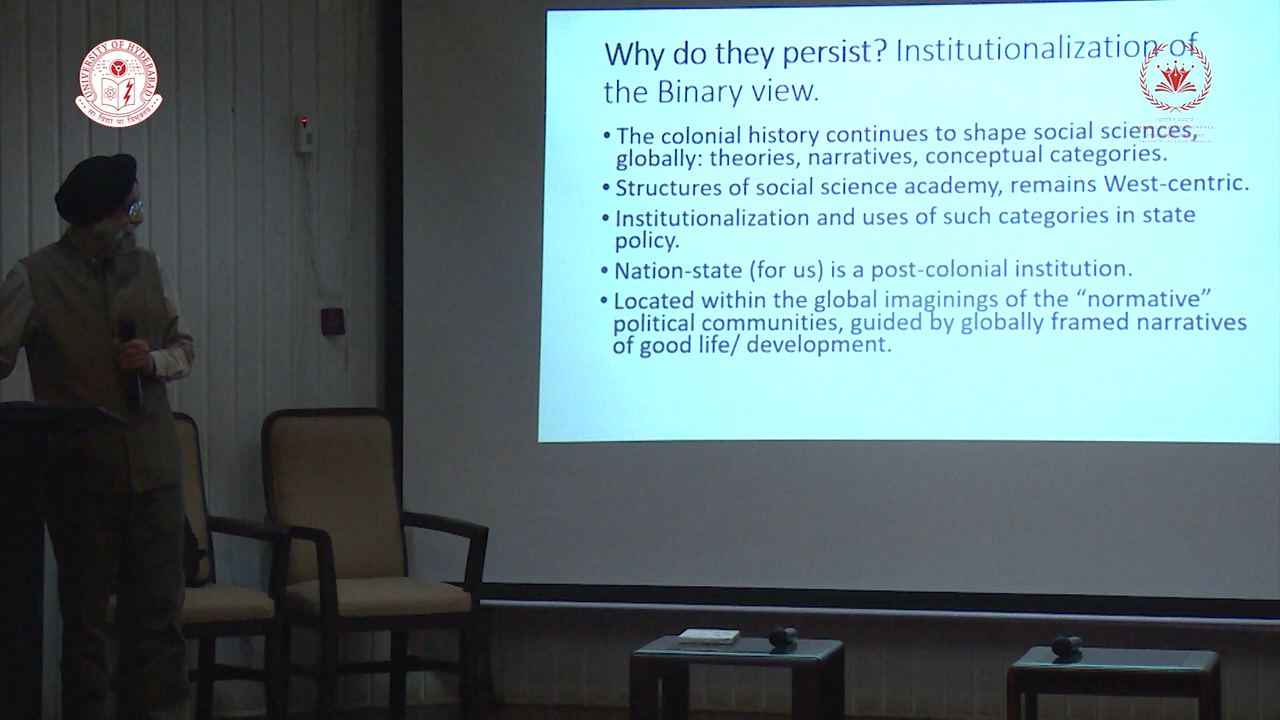 UNIVERSITY OF HYDERABAD
Why do they persist? Institutionalization of
the Binary view.
• The colonial history continues to shape social sciences,
globally: theories, narratives, conceptual categories.
• Structures of social science academy, remains West-centric.
• Institutionalization and uses of such categories in state
policy.
• Nation-state (for us) is a post-colonial institution.
• Located within the global imaginings of the “normative”
political communities, guided by globally framed narratives
of good life/ development.